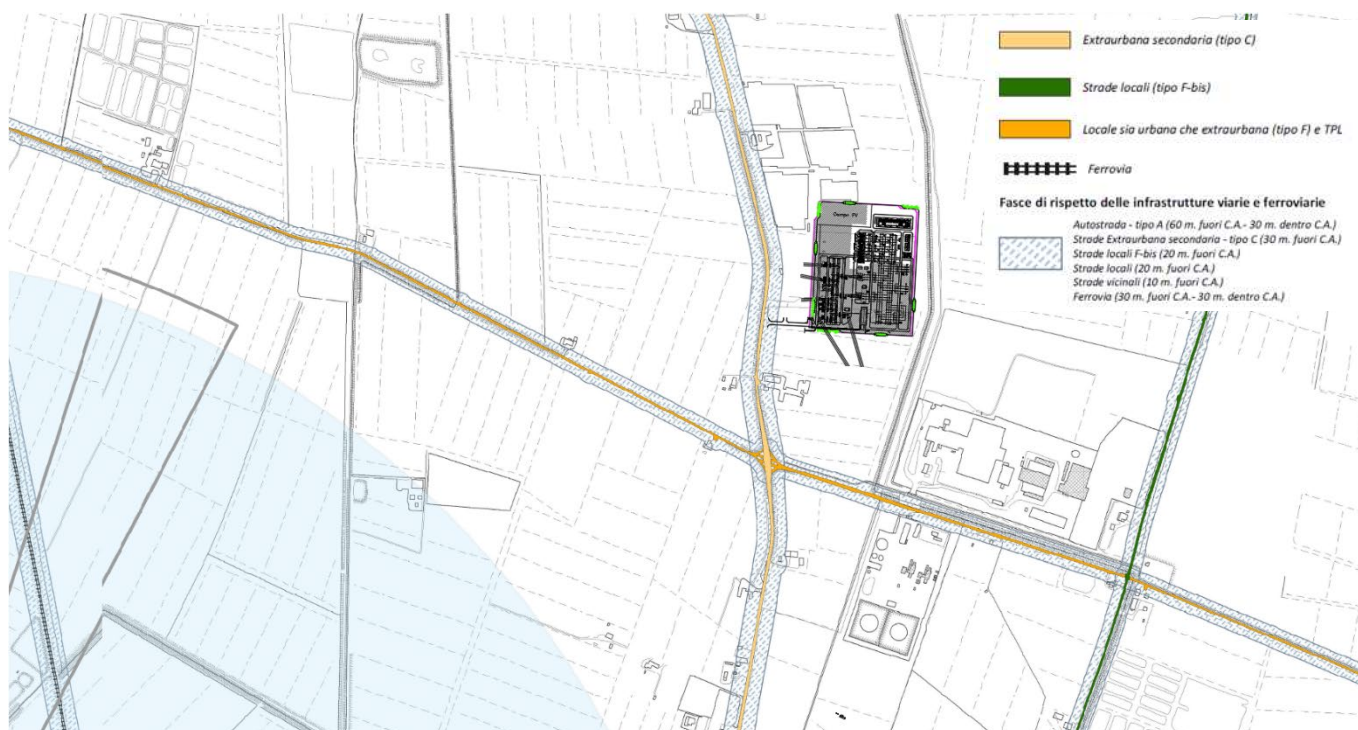 Extraurbana secondaria (tipo C)
Strade locali (tipo F-bis)
Locale sia urbana che extraurbana (tipo F) e TPL
Ferrovia
Fasce di rispetto delle infrastrutture viarie e ferroviarie
Autostrada - tipo A (60 m. fuori C.A.- 30 m. dentro C.A.)
Strade Extraurbana secondaria - tipo C (30 m. fuori C.A.)
Strade locali F-bis (20 m. fuori C.A.)
Strade locali (20 m. fuori C.A.)
Strade vicinali (10 m. fuori C.A.)
Ferrovia (30 m. fuori C.A.- 30 m. dentro C.A.)
Campo PV